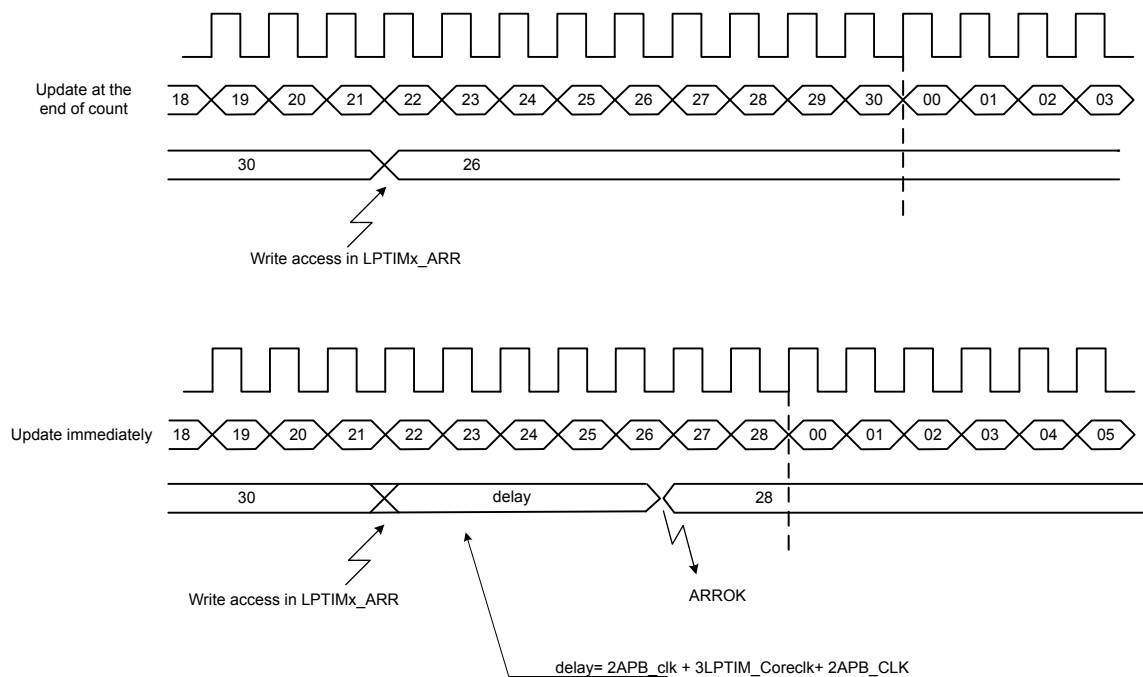 Update at the
end of count
18 19 20 21 22 23 24 25 26 27 28 29 30 00 01 02 03
30 26
Write access in LPTIMx_ARR
Update immediately
18 19 20 21 22 23 24 25 26 27 28 00 01 02 03 04 05
30 delay 28
Write access in LPTIMx_ARR
ARROK
delay= 2APB_clk + 3LPTIM_Coreclk+ 2APB_CLK